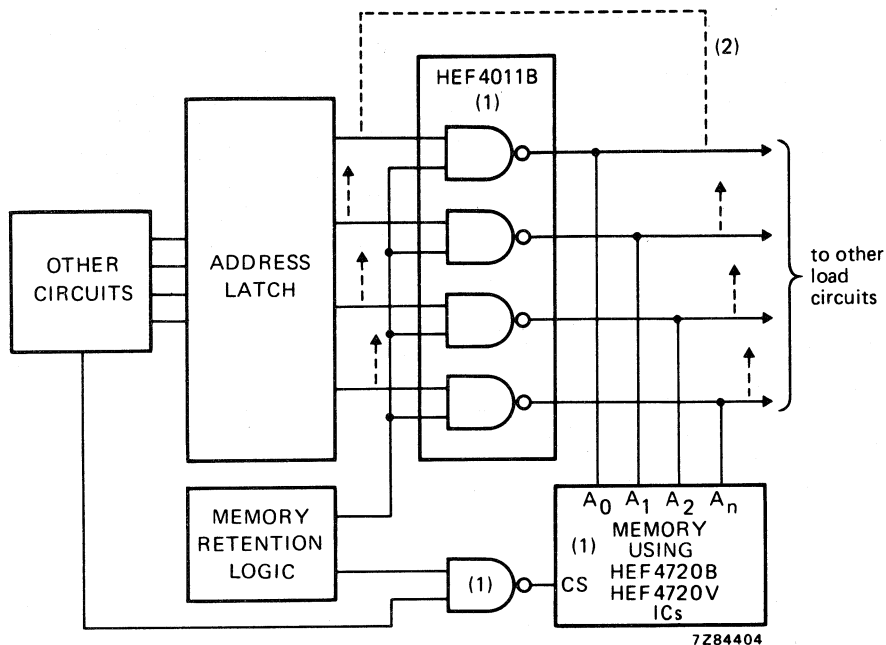 (2)
HEF4011B
(1)
OTHER
CIRCUITS
ADDRESS
LATCH
to other
load
circuits
MEMORY
RETENTION
LOGIC
(1)
CS
A0 A1 A2 An
(1) MEMORY
USING
HEF4720B
HEF4720V
ICs
7Z84404